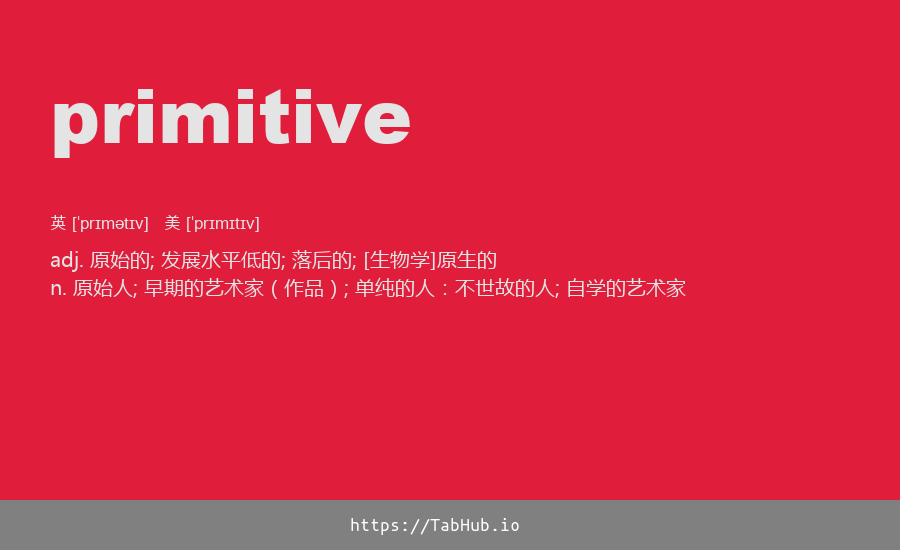 primitive
英 [ˈprɪmətɪv] 美 [ˈprɪmɪtɪv]
adj. 原始的; 发展水平低的; 落后的; [生物学]原生的
n. 原始人; 早期的艺术家（作品）; 单纯的人：不世故的人; 自学的艺术家
https://TabHub.io